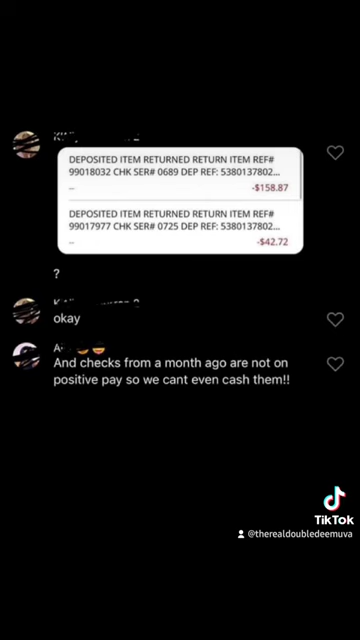 DEPOSITED ITEM RETURNED RETURN ITEM REF#
99018032 CHK SER# 0689 DEP REF: 5380137802...
-- -$158.87
DEPOSITED ITEM RETURNED RETURN ITEM REF#
99017977 CHK SER# 0725 DEP REF: 5380137802...
-- -$42.72
?
okay
And checks from a month ago are not on
positive pay so we cant even cash them!!
TikTok
@therealdoubledeemuva